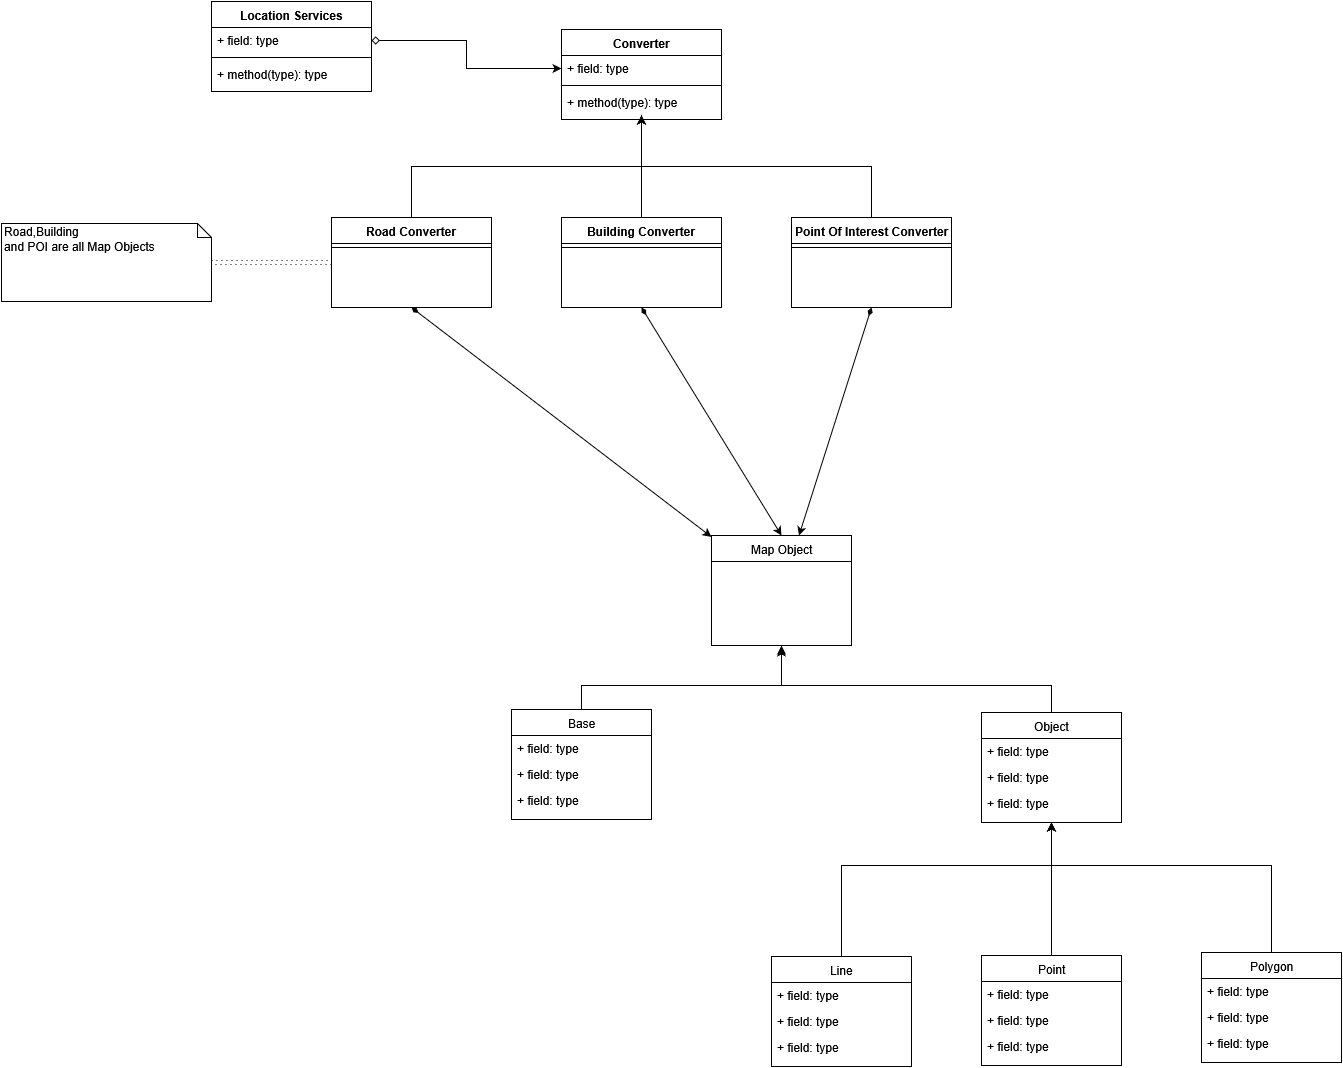 Location Services
+ field: type
+ method(type): type
Converter
+ field: type
+ method(type): type
Road,Building
and POI are all Map Objects
Road Converter
Building Converter
Point Of Interest Converter
Map Object
Base
+ field: type
+ field: type
+ field: type
Object
+ field: type
+ field: type
+ field: type
Line
+ field: type
+ field: type
+ field: type
Point
+ field: type
+ field: type
+ field: type
Polygon
+ field: type
+ field: type
+ field: type